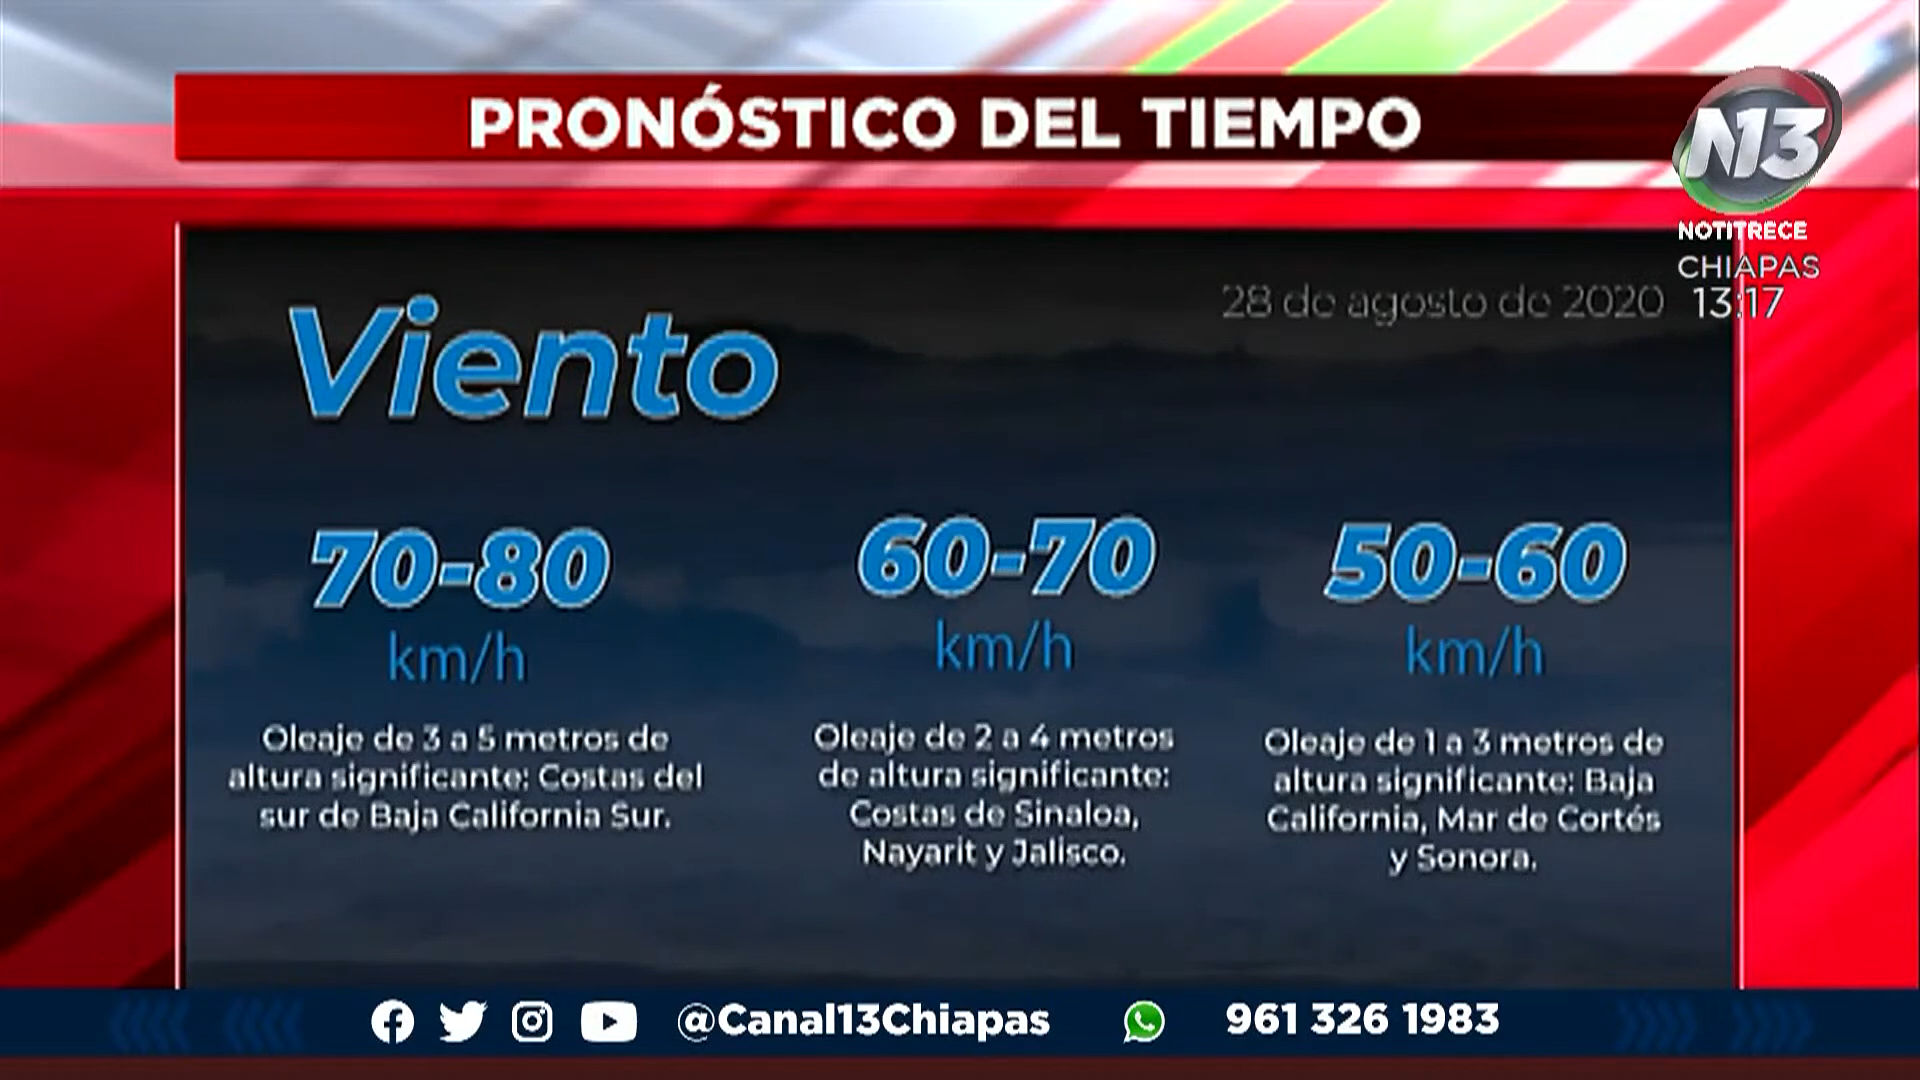 PRONÓSTICO DEL TIEMPO
N13
NOTITRECE
CHIAPAS
13:17
28 de agosto de 2020
Viento
70-80
km/h
Oleaje de 3 a 5 metros de
altura significante: Costas del
sur de Baja California Sur.
60-70
km/h
Oleaje de 2 a 4 metros
de altura significante:
Costas de Sinaloa,
Nayarit y Jalisco.
50-60
km/h
Oleaje de 1 a 3 metros de
altura significante: Baja
California, Mar de Cortés
y Sonora.
@Canal13Chiapas
961 326 1983